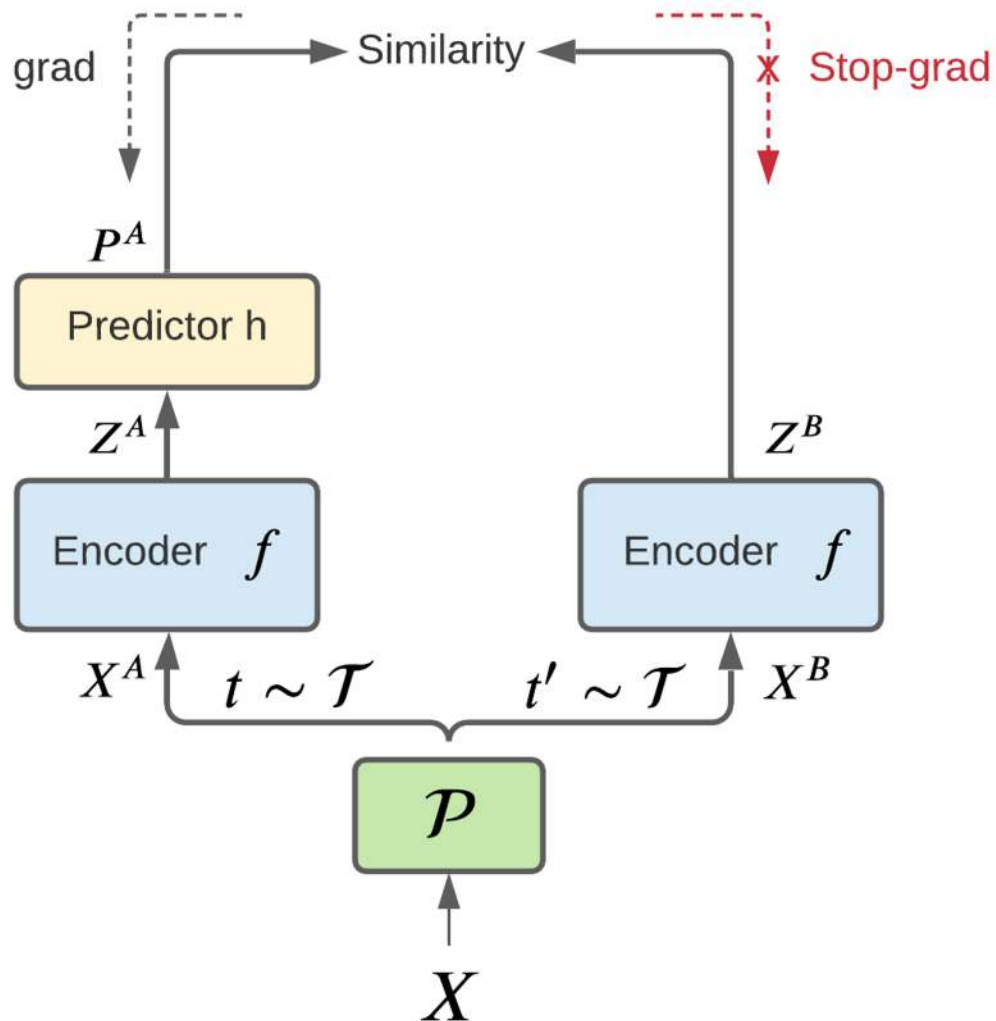 Similarity
grad
x Stop-grad
P^A
Predictor h
Z^A
Z^B
Encoder f
Encoder f
X^A
t ~ 𝒯
t′ ~ 𝒯
X^B
𝒫
X